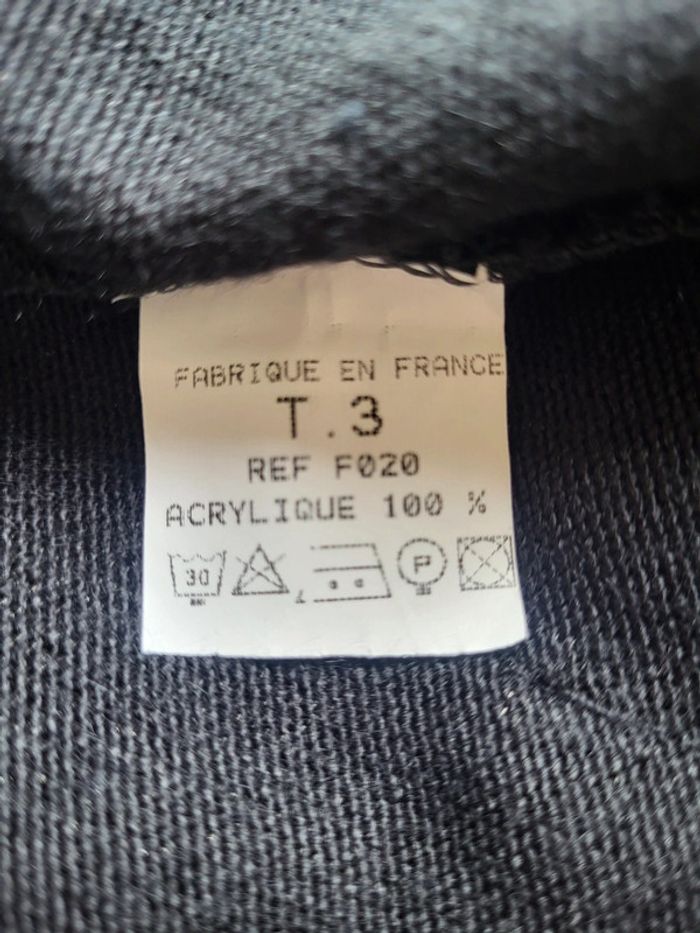 FABRIQUE EN FRANCE
T.3
REF F020
ACRYLIQUE 100 %
30 P